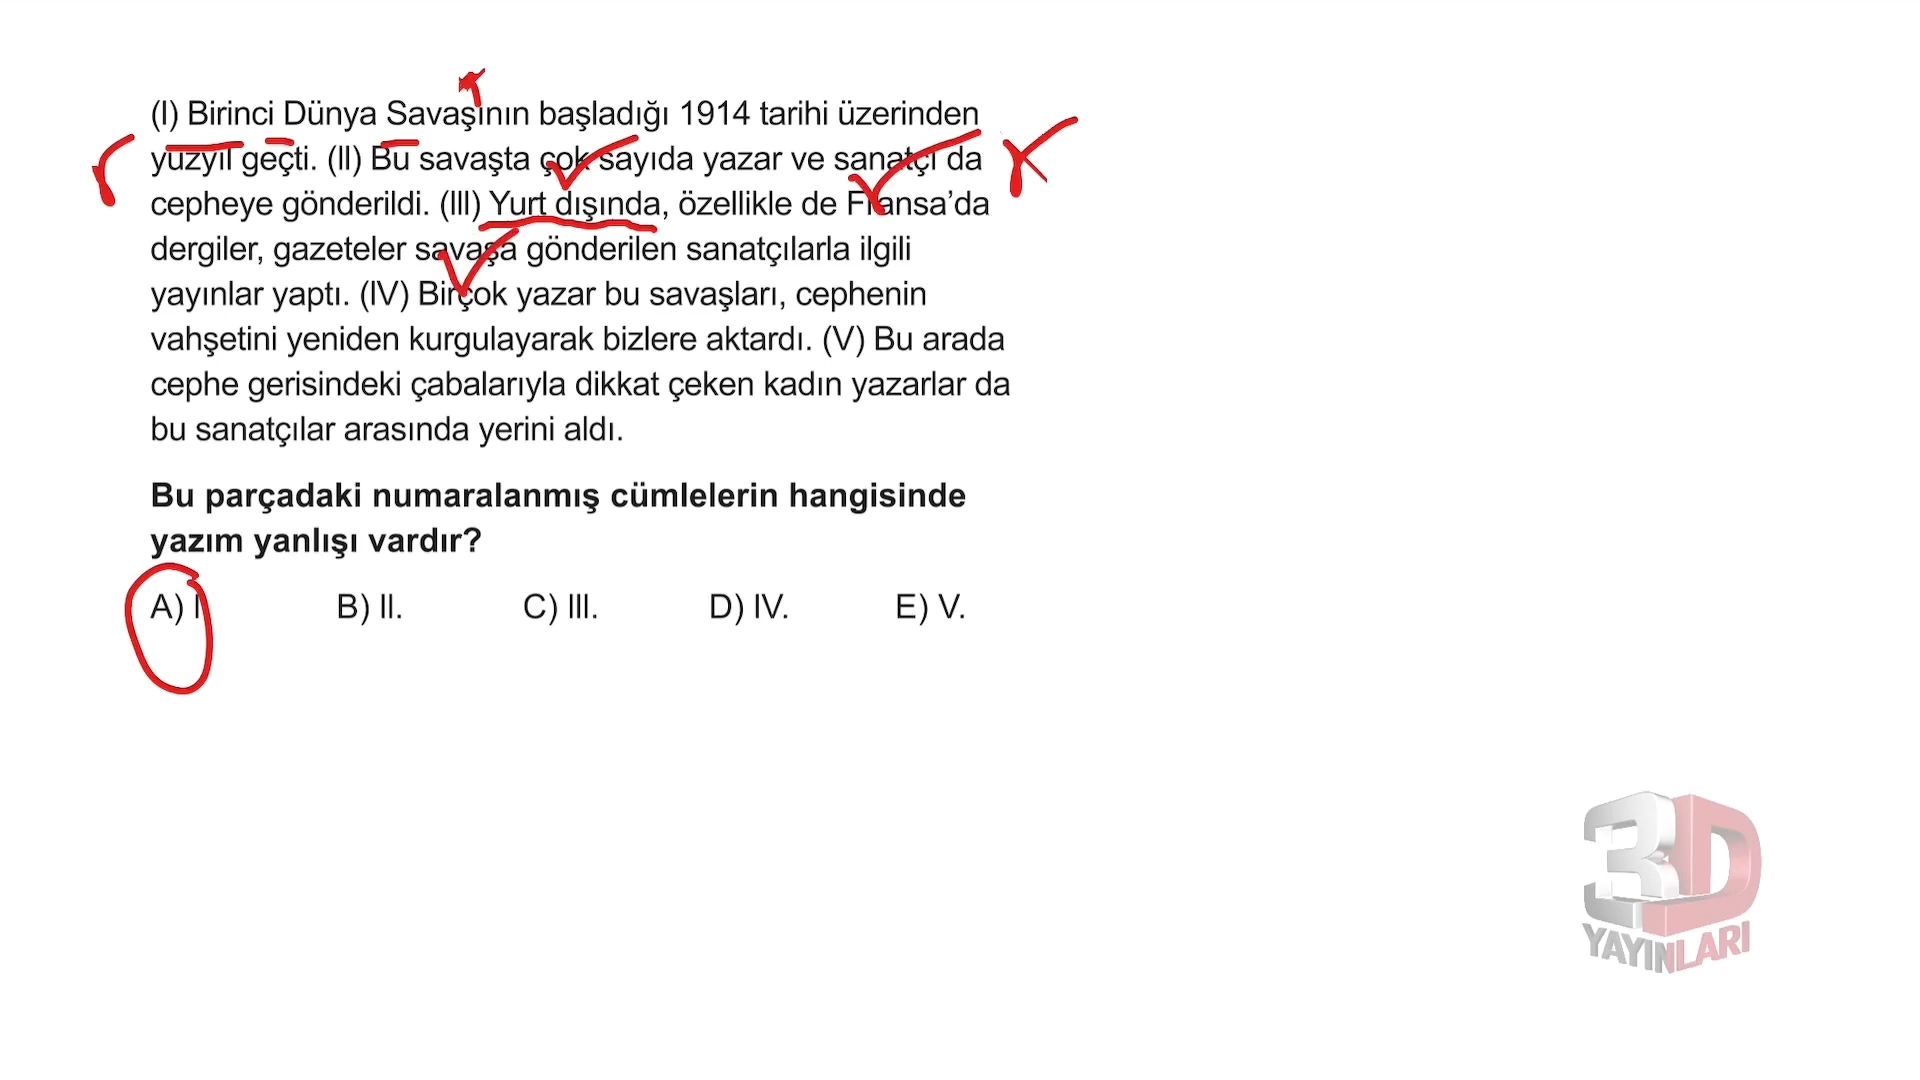 (I) Birinci Dünya Savaşının başladığı 1914 tarihi üzerinden
yüzyıl geçti. (II) Bu savaşta çok sayıda yazar ve sanatçı da
cepheye gönderildi. (III) Yurt dışında, özellikle de Fransa’da
dergiler, gazeteler savaşa gönderilen sanatçılarla ilgili
yayınlar yaptı. (IV) Birçok yazar bu savaşları, cephenin
vahşetini yeniden kurgulayarak bizlere aktardı. (V) Bu arada
cephe gerisindeki çabalarıyla dikkat çeken kadın yazarlar da
bu sanatçılar arasında yerini aldı.
Bu parçadaki numaralanmış cümlelerin hangisinde
yazım yanlışı vardır?
A) I. B) II. C) III. D) IV. E) V.
3D
YAYINLARI